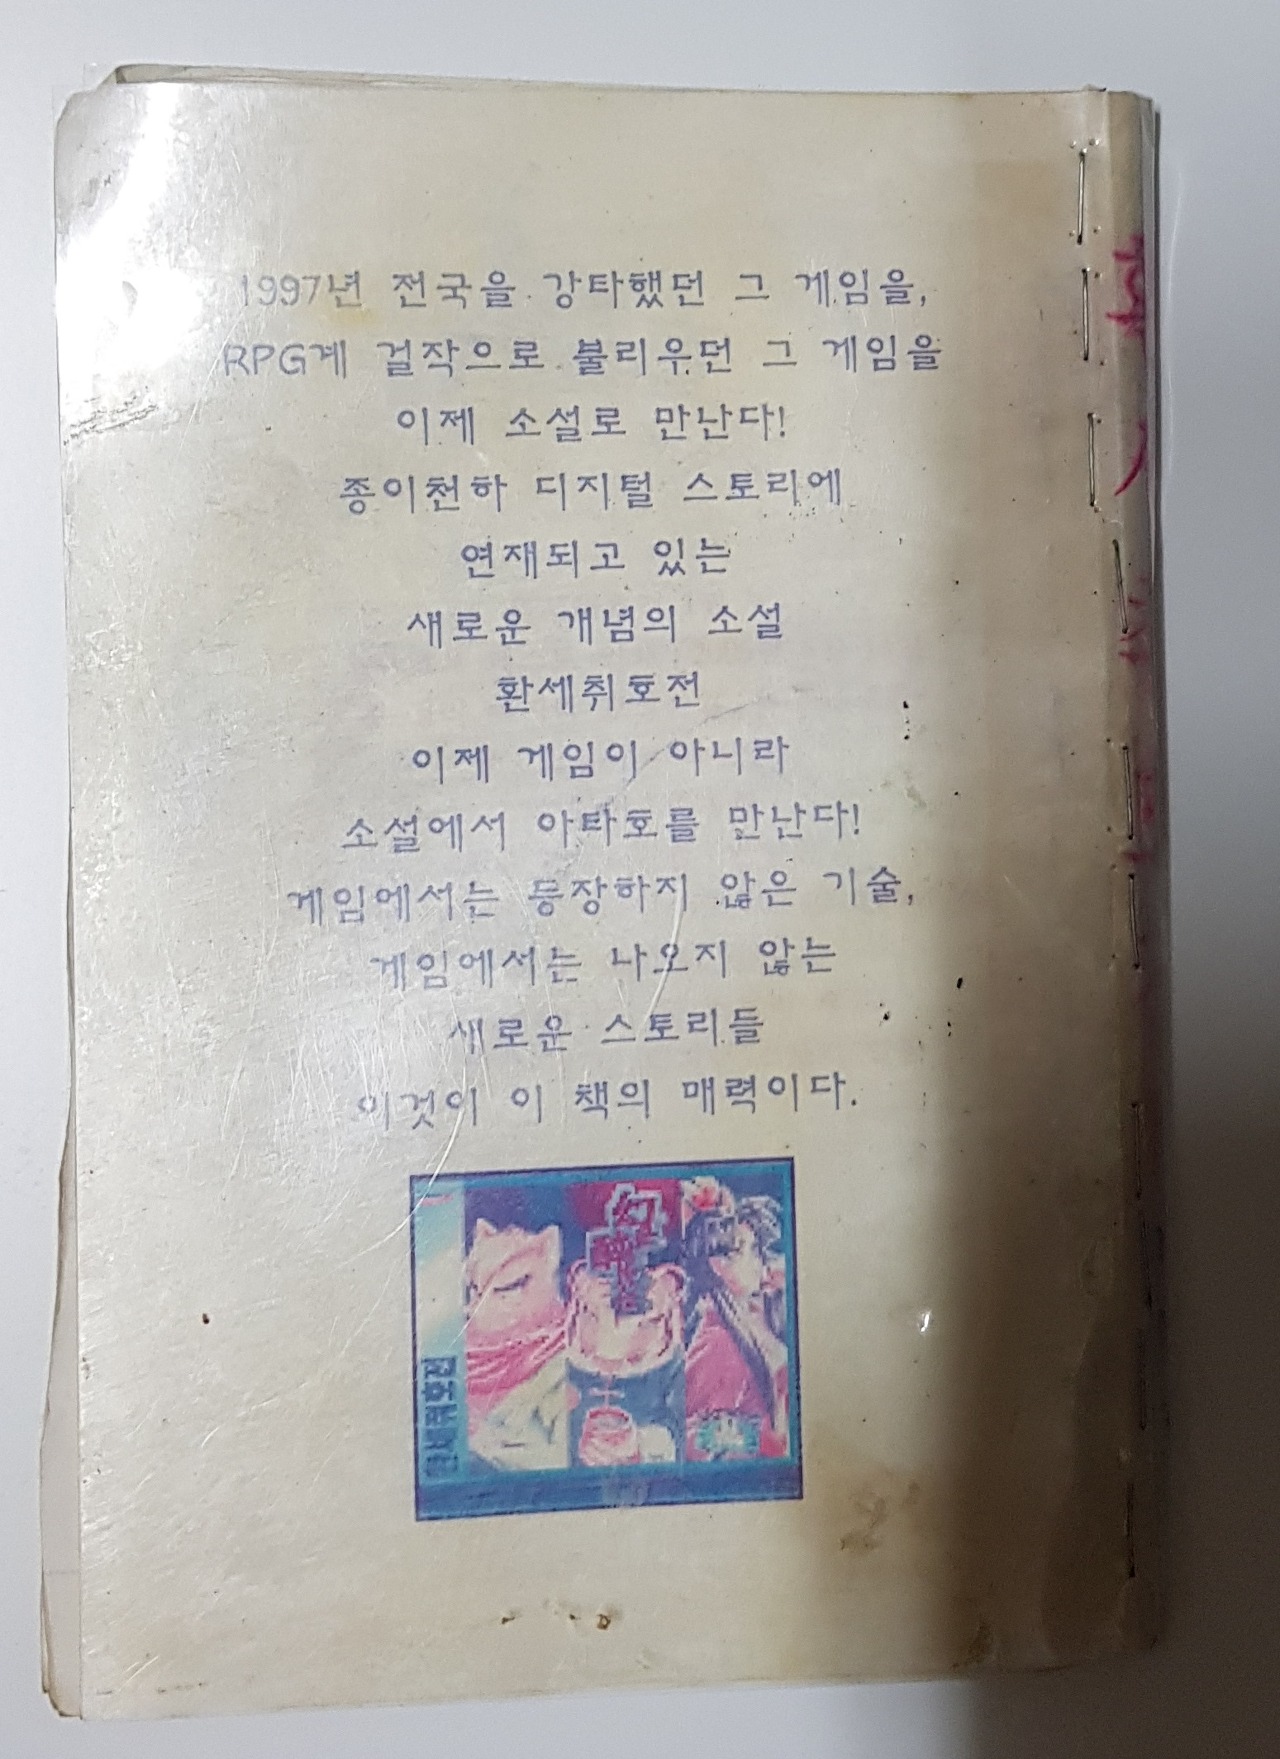 1997년 전국을 강타했던 그 게임을,
RPG계 걸작으로 불리우던 그 게임을
이제 소설로 만난다!
종이천하 디지털 스토리에
연재되고 있는
새로운 개념의 소설
환세취호전
이제 게임이 아니라
소설에서 아타호를 만난다!
게임에서는 등장하지 않은 기술,
게임에서는 나오지 않는
새로운 스토리들
이것이 이 책의 매력이다.
환세취호전